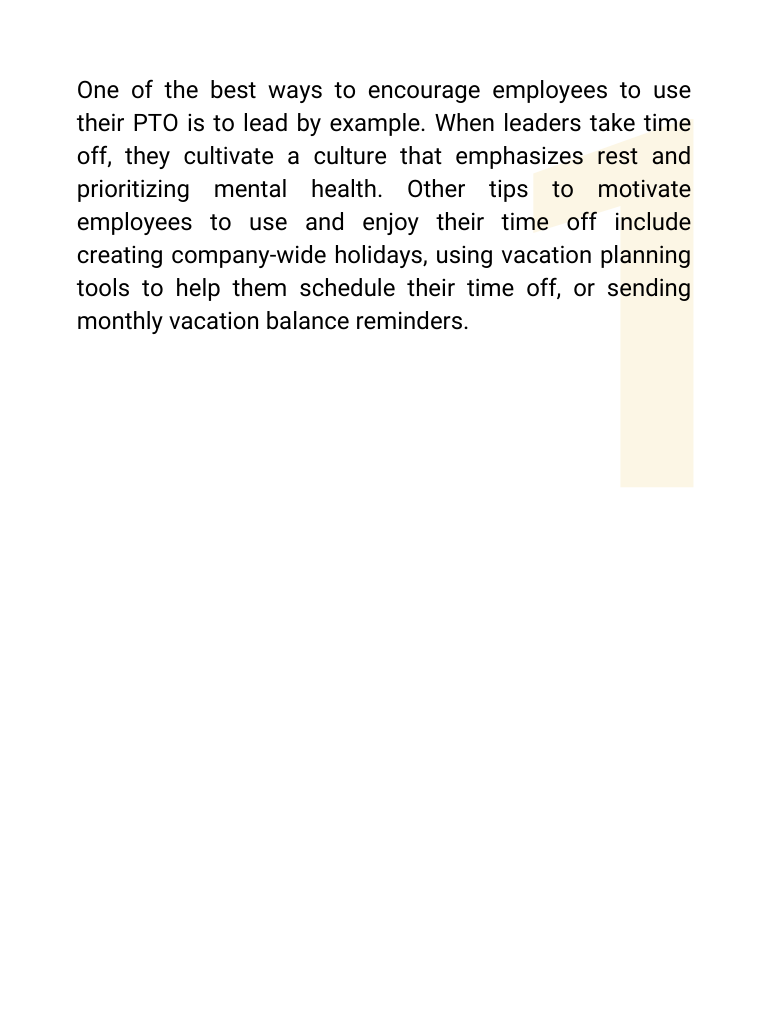 One of the best ways to encourage employees to use
their PTO is to lead by example. When leaders take time
off, they cultivate a culture that emphasizes rest and
prioritizing mental health. Other tips to motivate
employees to use and enjoy their time off include
creating company-wide holidays, using vacation planning
tools to help them schedule their time off, or sending
monthly vacation balance reminders.
1